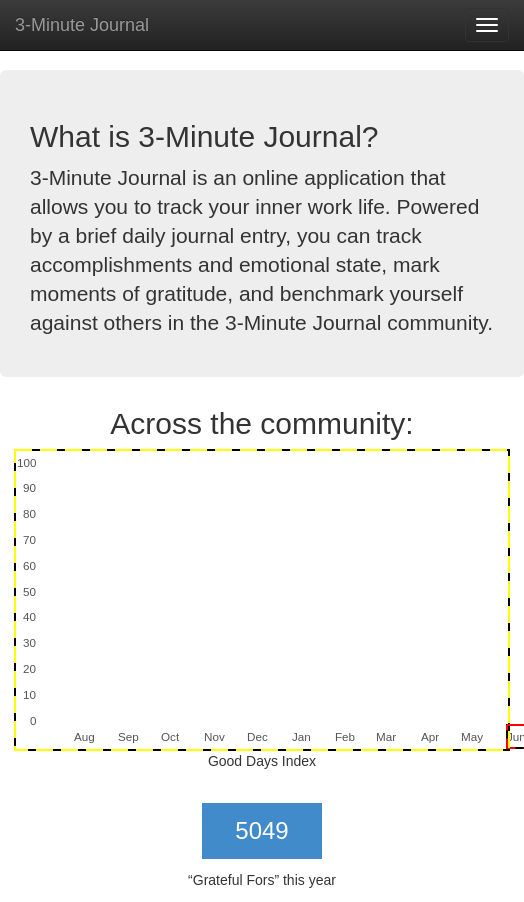 3-Minute Journal
What is 3-Minute Journal?
3-Minute Journal is an online application that
allows you to track your inner work life. Powered
by a brief daily journal entry, you can track
accomplishments and emotional state, mark
moments of gratitude, and benchmark yourself
against others in the 3-Minute Journal community.
Across the community:
100
90
80
70
60
50
40
30
20
10
0
Aug Sep Oct Nov Dec Jan Feb Mar Apr May Jun
Good Days Index
5049
“Grateful Fors” this year